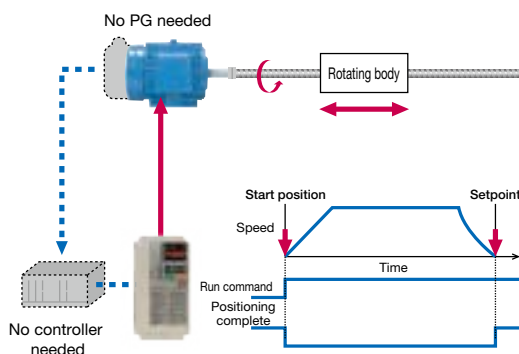 No PG needed
Rotating body
Start position
Setpoint
Speed
Time
Run command
Positioning
complete
No controller
needed